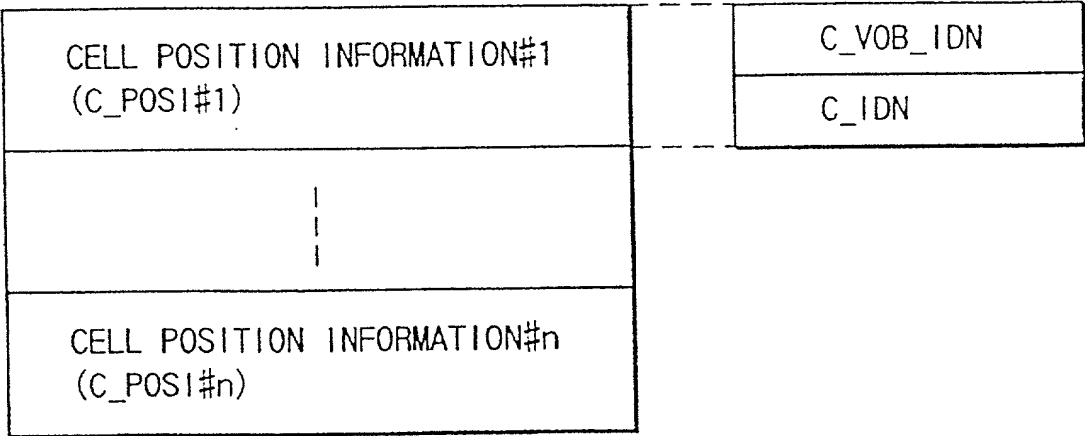 CELL POSITION INFORMATION#1
(C_POSI#1)
C_VOB_IDN
C_IDN
CELL POSITION INFORMATION#n
(C_POSI#n)